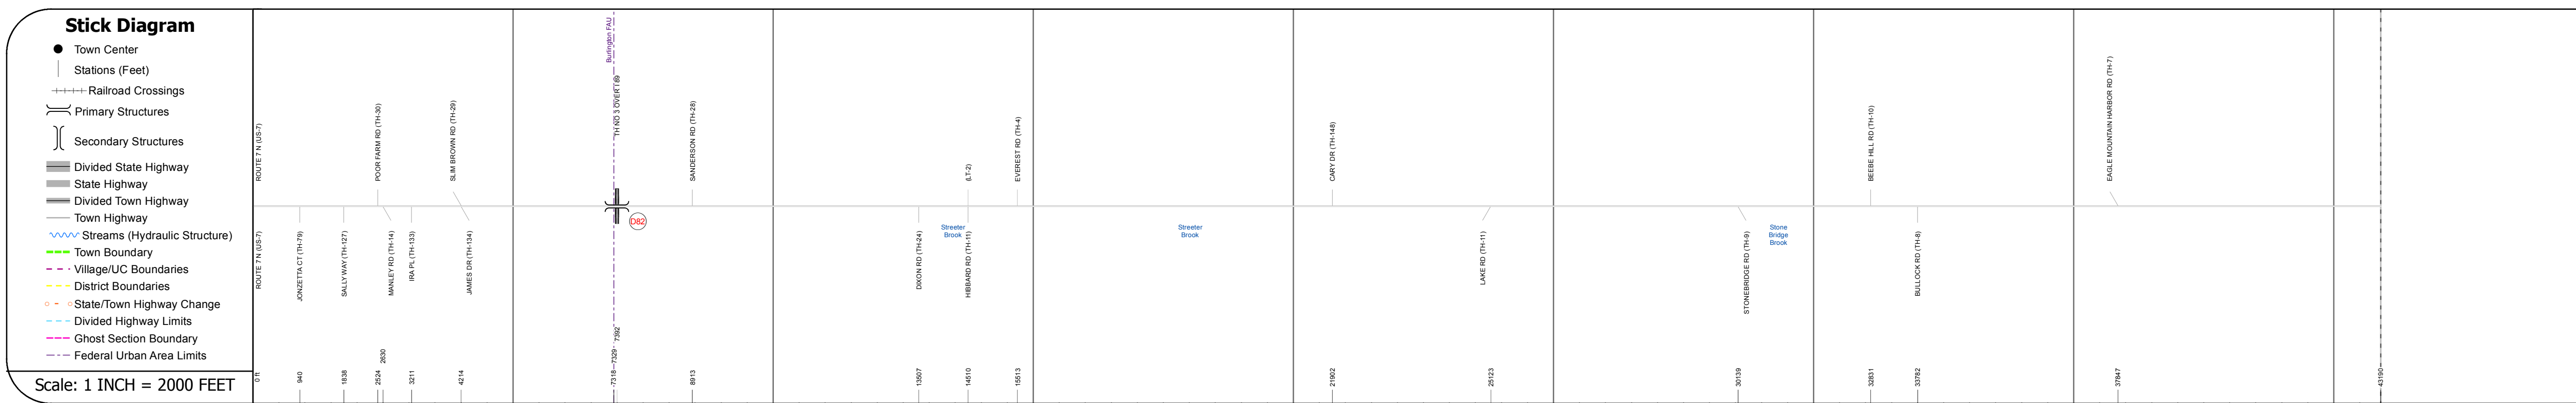 Stick Diagram
Town Center
Stations (Feet)
Railroad Crossings
Primary Structures
Secondary Structures
Divided State Highway
State Highway
Divided Town Highway
Town Highway
Streams (Hydraulic Structure)
Town Boundary
Village/UC Boundaries
District Boundaries
State/Town Highway Change
Divided Highway Limits
Ghost Section Boundary
Federal Urban Area Limits
Scale: 1 INCH = 2000 FEET
ROUTE 7 N (US-7)
POOR FARM RD (TH-30)
SLIM BROWN RD (TH-29)
Burlington FAU
TH NO 3 OVER I 89
SANDERSON RD (TH-28)
(LT-2)
EVEREST RD (TH-4)
CARY DR (TH-148)
BEEBE HILL RD (TH-10)
EAGLE MOUNTAIN HARBOR RD (TH-7)
D82
ROUTE 7 N (US-7)
JONZETTA CT (TH-79)
SALLY WAY (TH-127)
MANLEY RD (TH-14)
IRA PL (TH-133)
JAMES DR (TH-134)
DIXON RD (TH-24)
Streeter
Brook
HIBBARD RD (TH-11)
Streeter
Brook
LAKE RD (TH-11)
STONEBRIDGE RD (TH-9)
Stone
Bridge
Brook
BULLOCK RD (TH-8)
0 ft
940
1838
2524
2630
3211
4214
7318
7329
7392
8913
13507
14510
15513
21902
25123
30139
32831
33782
37847
43190